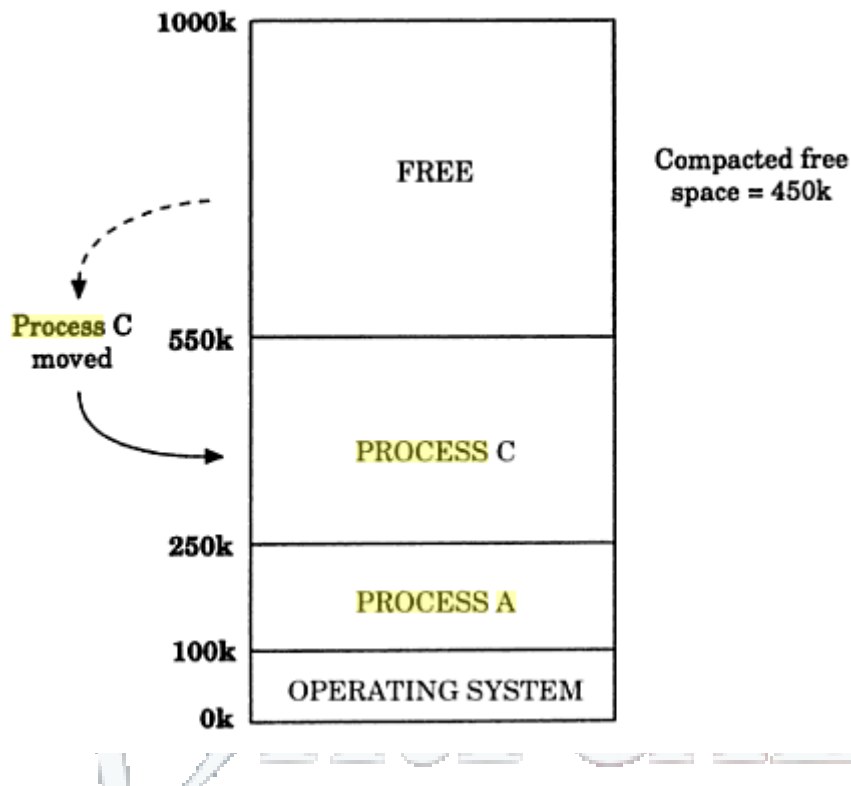 1000k
FREE
Compacted free
space = 450k
Process C
moved
550k
PROCESS C
250k
PROCESS A
100k
OPERATING SYSTEM
0k